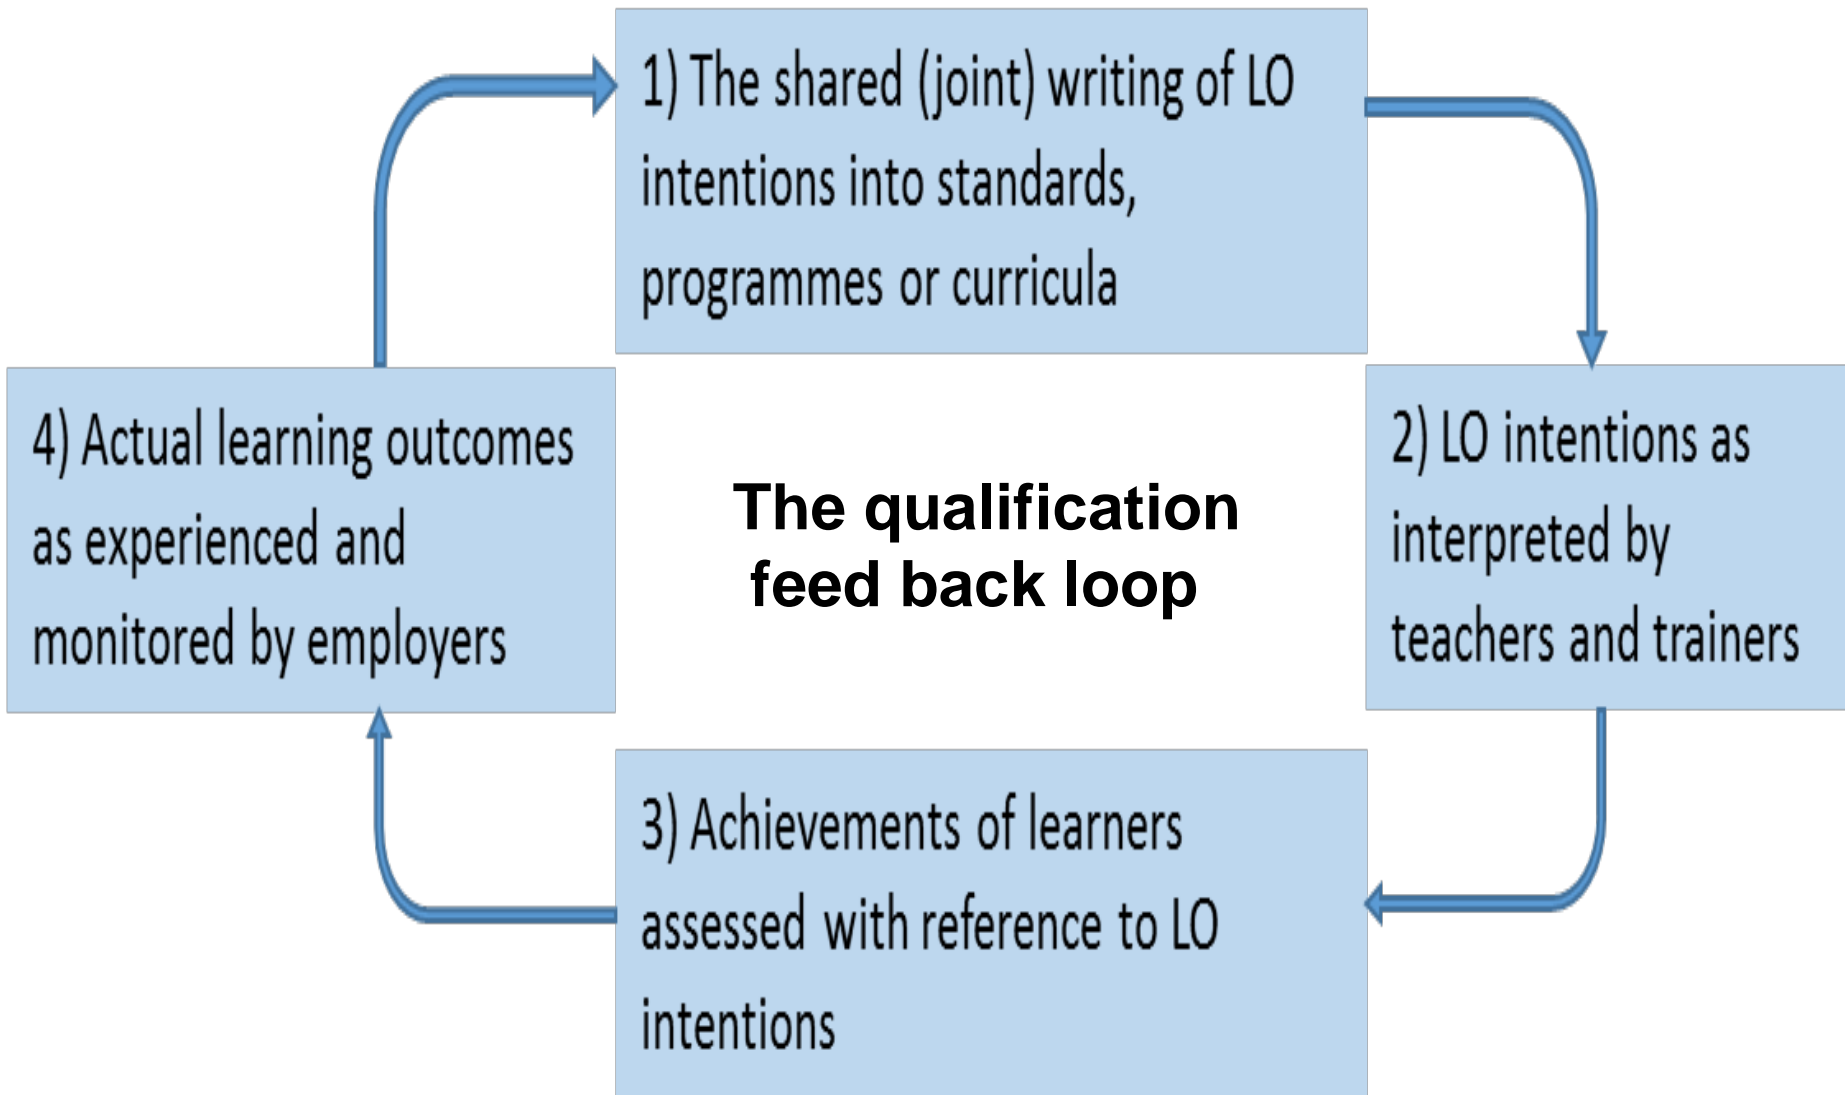 1) The shared (joint) writing of LO
intentions into standards,
programmes or curricula
2) LO intentions as
interpreted by
teachers and trainers
3) Achievements of learners
assessed with reference to LO
intentions
4) Actual learning outcomes
as experienced and
monitored by employers
The qualification
feed back loop